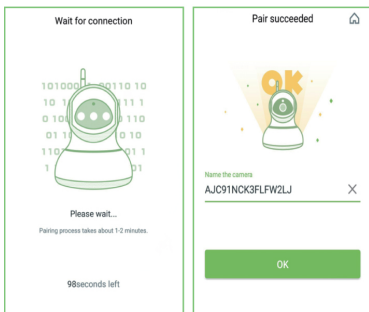 Wait for connection
Please wait...
Pairing process takes about 1-2 minutes.
98seconds left
Pair succeeded
OK
Name the camera
AJC91NCK3FLFW2LJ
OK